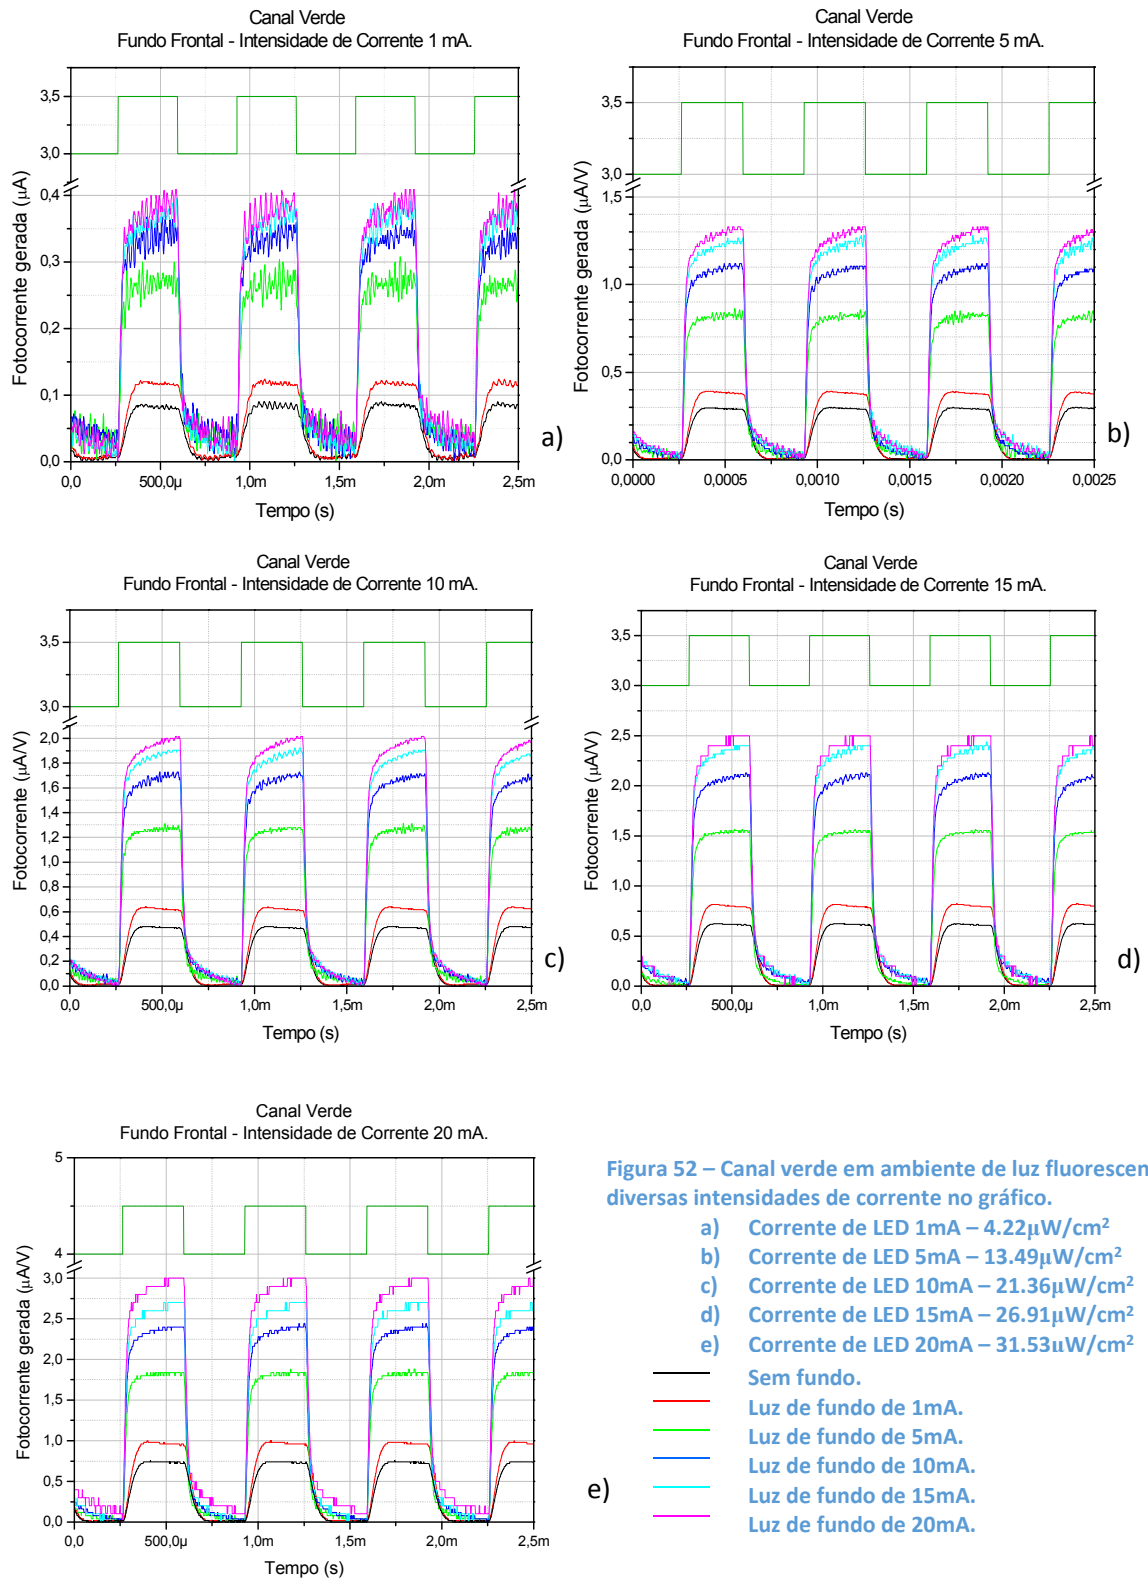 Canal Verde
Fundo Frontal - Intensidade de Corrente 1 mA.
3,5
3,0
0,4
0,3
0,2
0,1
0,0
Fotocorrente gerada (µA)
0,0 500,0µ 1,0m 1,5m 2,0m 2,5m
Tempo (s)
a)
Canal Verde
Fundo Frontal - Intensidade de Corrente 5 mA.
3,5
3,0
1,5
1,0
0,5
0,0
Fotocorrente gerada (µA/V)
0,0000 0,0005 0,0010 0,0015 0,0020 0,0025
Tempo (s)
b)
Canal Verde
Fundo Frontal - Intensidade de Corrente 10 mA.
3,5
3,0
2,0
1,8
1,6
1,4
1,2
1,0
0,8
0,6
0,4
0,2
0,0
Fotocorrente (µA/V)
0,0 500,0µ 1,0m 1,5m 2,0m 2,5m
Tempo (s)
c)
Canal Verde
Fundo Frontal - Intensidade de Corrente 15 mA.
3,5
3,0
2,5
2,0
1,5
1,0
0,5
0,0
Fotocorrente (µA/V)
0,0 500,0µ 1,0m 1,5m 2,0m 2,5m
Tempo (s)
d)
Canal Verde
Fundo Frontal - Intensidade de Corrente 20 mA.
5
4
3,0
2,5
2,0
1,5
1,0
0,5
0,0
Fotocorrente gerada (µA/V)
0,0 500,0µ 1,0m 1,5m 2,0m 2,5m
Tempo (s)
e)
Figura 52 – Canal verde em ambiente de luz fluorescen
diversas intensidades de corrente no gráfico.
a) Corrente de LED 1mA – 4.22µW/cm²
b) Corrente de LED 5mA – 13.49µW/cm²
c) Corrente de LED 10mA – 21.36µW/cm²
d) Corrente de LED 15mA – 26.91µW/cm²
e) Corrente de LED 20mA – 31.53µW/cm²
Sem fundo.
Luz de fundo de 1mA.
Luz de fundo de 5mA.
Luz de fundo de 10mA.
Luz de fundo de 15mA.
Luz de fundo de 20mA.